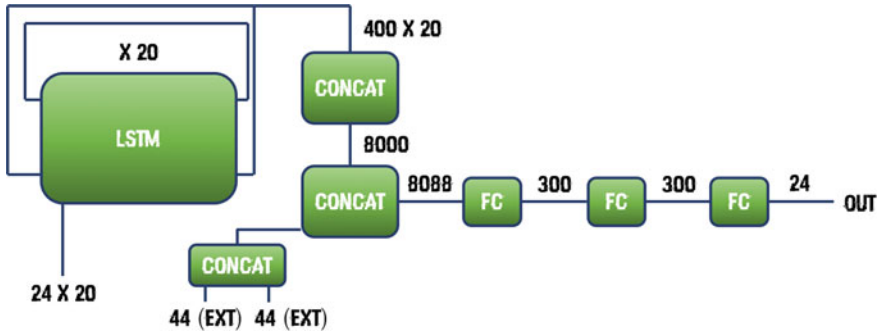 X 20
LSTM
24 X 20
400 X 20
CONCAT
8000
CONCAT
8088
FC
300
FC
300
FC
24
OUT
CONCAT
44 (EXT)
44 (EXT)